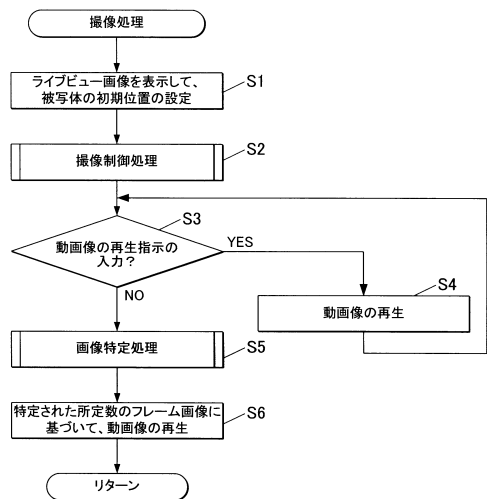 撮像処理
ライブビュー画像を表示して、
被写体の初期位置の設定
S1
撮像制御処理
S2
S3
動画像の再生指示の
入力？
YES
NO
S4
動画像の再生
画像特定処理
S5
特定された所定数のフレーム画像に
基づいて、動画像の再生
S6
リターン